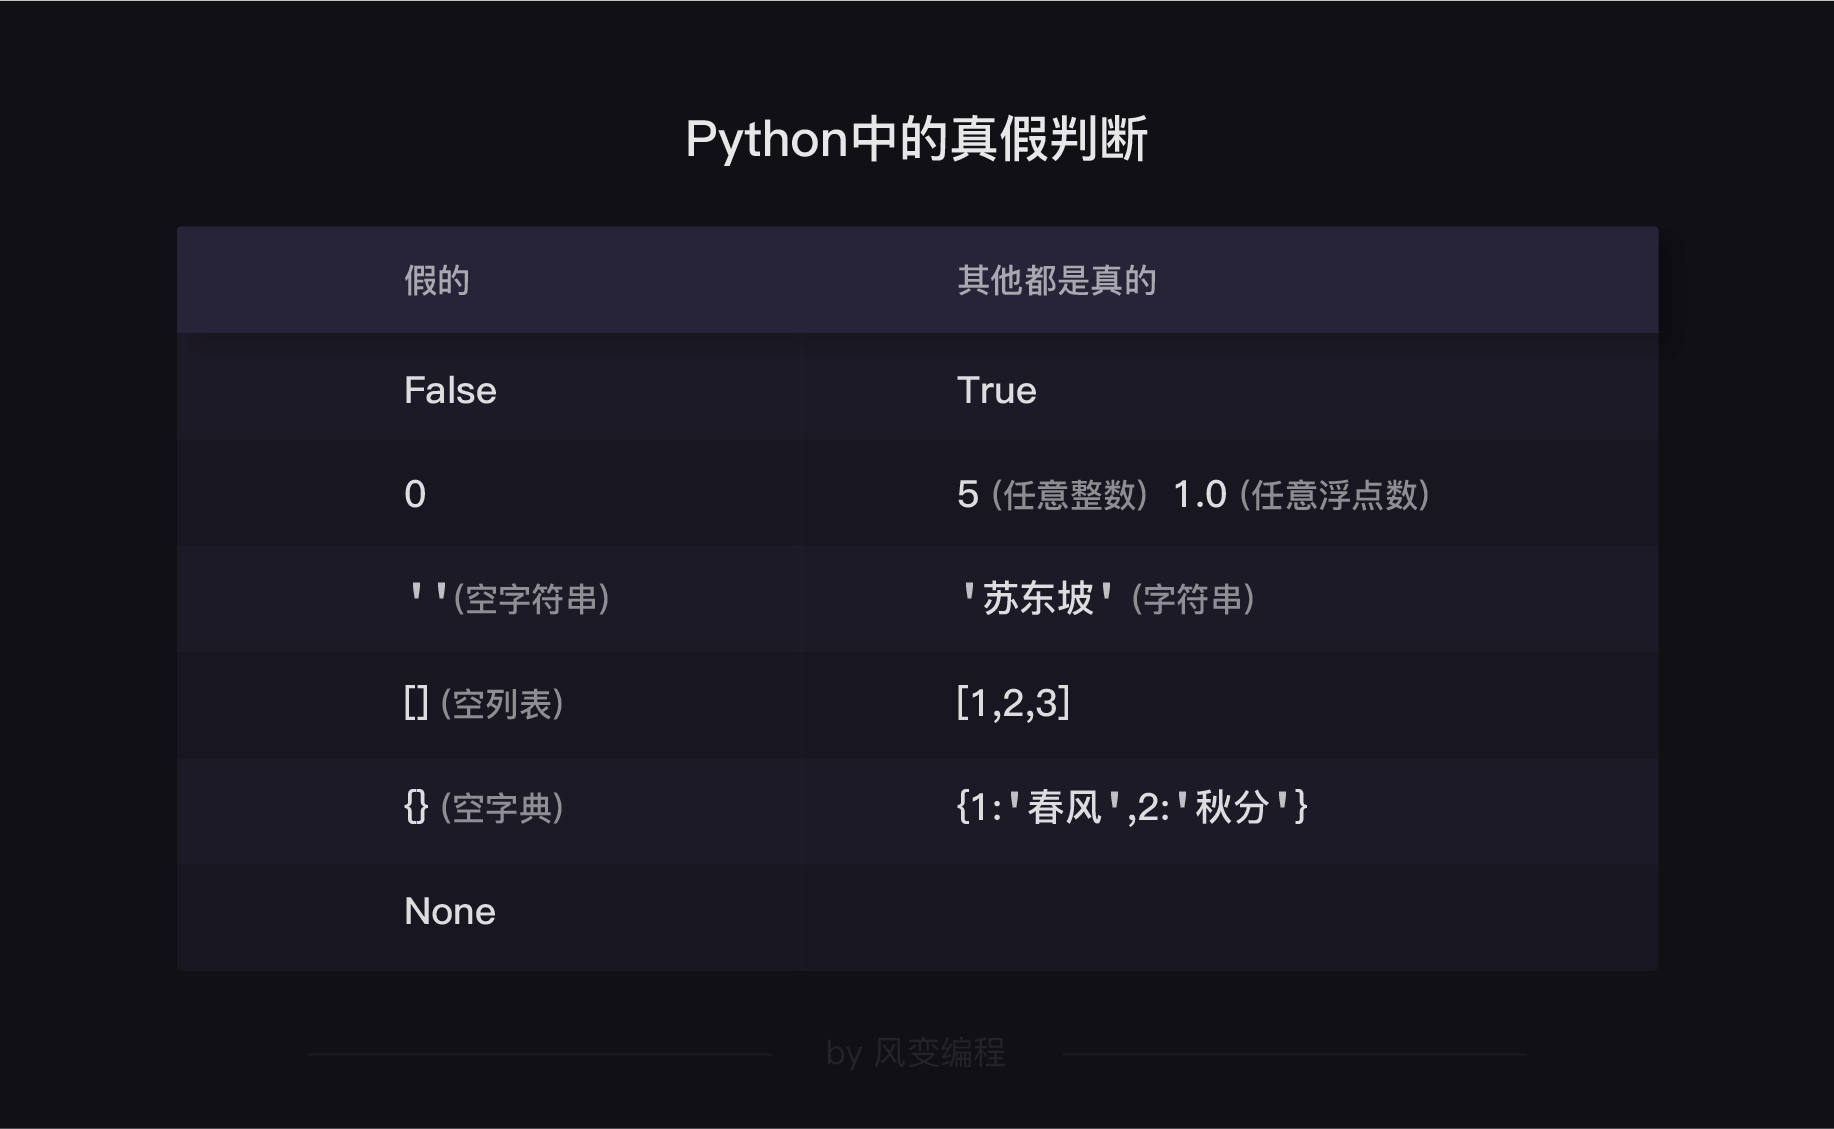 Python中的真假判断
假的 其他都是真的
False True
0 5 (任意整数) 1.0 (任意浮点数)
' '(空字符串) '苏东坡' (字符串)
[] (空列表) [1,2,3]
{} (空字典) {1:'春风',2:'秋分'}
None
by 风变编程